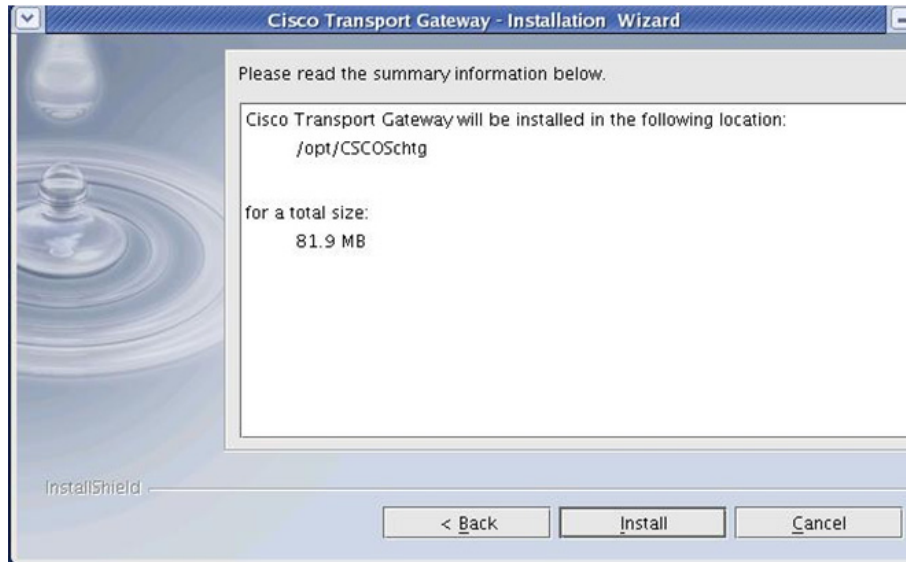 Cisco Transport Gateway - Installation Wizard
Please read the summary information below.
Cisco Transport Gateway will be installed in the following location:
/opt/CSCOSchtg
for a total size:
81.9 MB
InstallShield
< Back
Install
Cancel